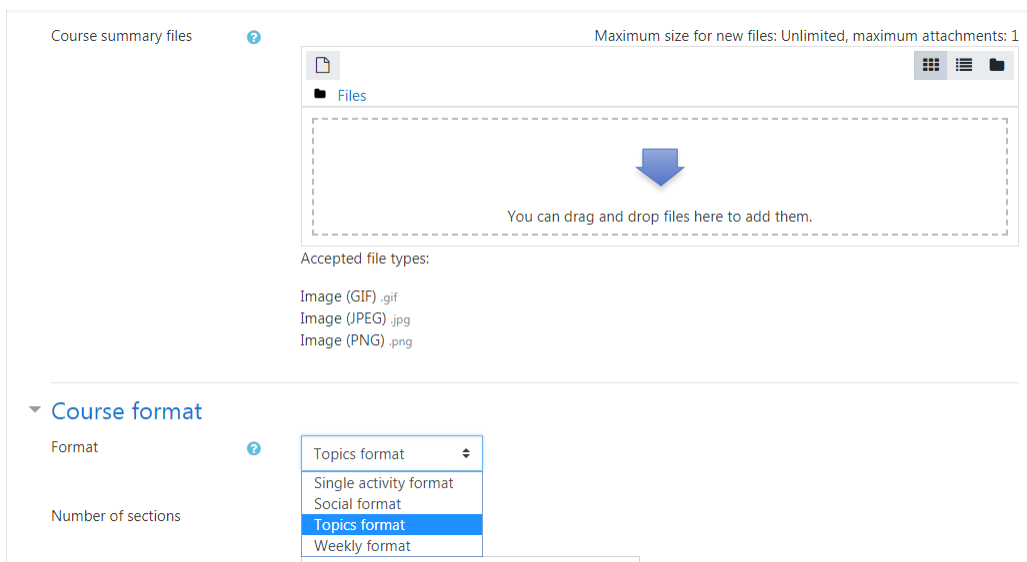 Course summary files
Maximum size for new files: Unlimited, maximum attachments: 1
Files
You can drag and drop files here to add them.
Accepted file types:
Image (GIF) .gif
Image (JPEG) .jpg
Image (PNG) .png
Course format
Format
Topics format
Single activity format
Social format
Topics format
Weekly format
Number of sections